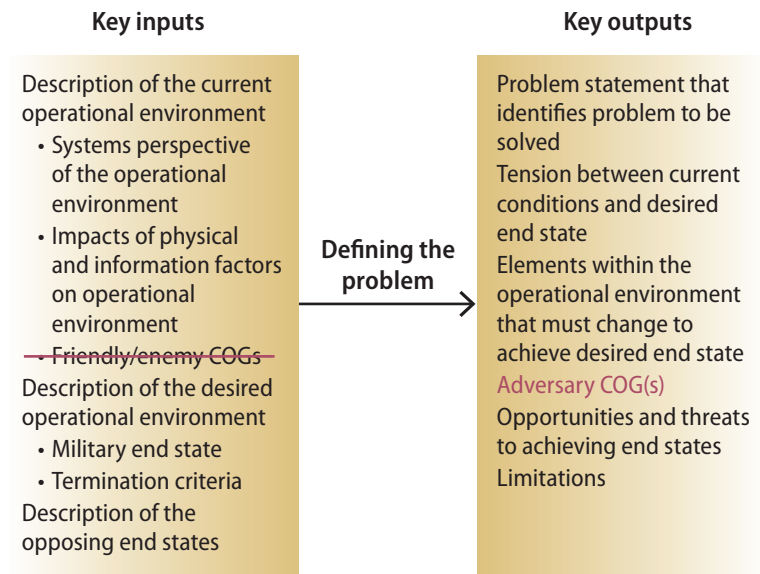 Key inputs
Description of the current
operational environment
• Systems perspective
of the operational
environment
• Impacts of physical
and information factors
on operational
environment
• Friendly/enemy COGs
Description of the desired
operational environment
• Military end state
• Termination criteria
Description of the
opposing end states
Defining the
problem
Key outputs
Problem statement that
identifies problem to be
solved
Tension between current
conditions and desired
end state
Elements within the
operational environment
that must change to
achieve desired end state
Adversary COG(s)
Opportunities and threats
to achieving end states
Limitations